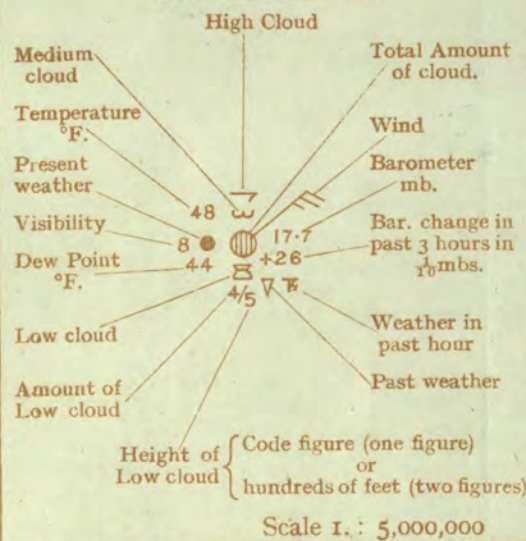 High Cloud
Medium
cloud
Total Amount
of cloud.
Temperature
°F.
Wind
Present
weather
Barometer
mb.
48
Visibility
8
17·7
Bar. change in
past 3 hours in
1/10 mbs.
+26
Dew Point
°F.
44
4/5
Low cloud
Weather in
past hour
Amount of
Low cloud
Past weather
Height of
Low cloud
Code figure (one figure)
or
hundreds of feet (two figures)
Scale 1. : 5,000,000